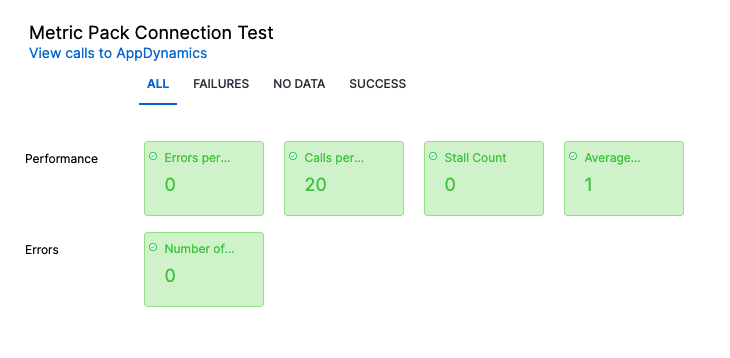 Metric Pack Connection Test
View calls to AppDynamics
ALL FAILURES NO DATA SUCCESS
Performance
Errors per... Calls per... Stall Count Average...
0 20 0 1
Errors
Number of...
0